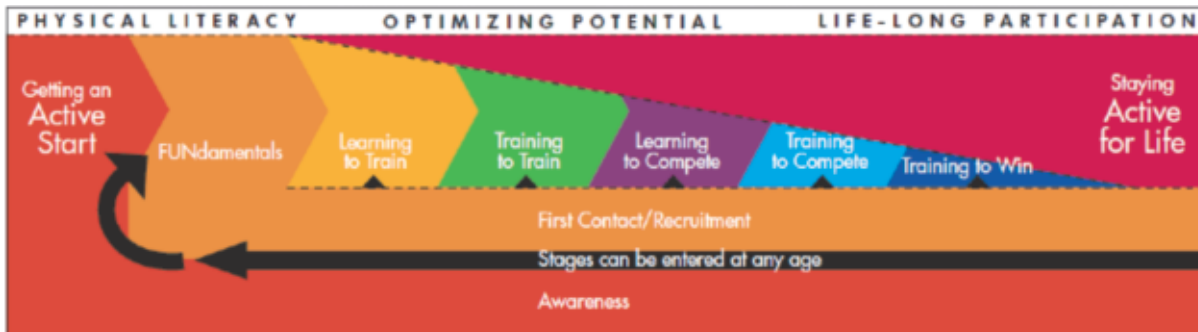 PHYSICAL LITERACY OPTIMIZING POTENTIAL LIFE-LONG PARTICIPATION
Getting an
Active
Start
FUNdamentals
Learning
to Train
Training
to Train
Learning
to Compete
Training
to Compete
Training to Win
Staying
Active
for Life
First Contact/Recruitment
Stages can be entered at any age
Awareness